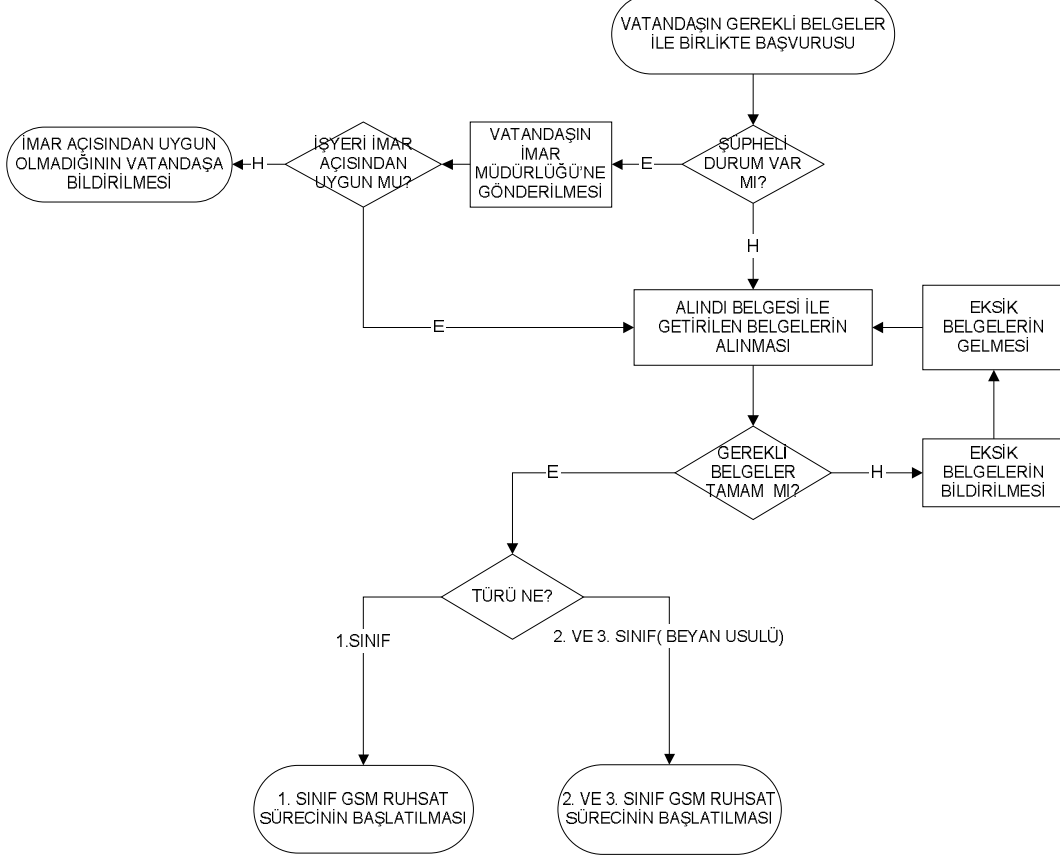 VATANDAŞIN GEREKLİ BELGELER
İLE BİRLİKTE BAŞVURUSU
ŞÜPHELİ
DURUM VAR
MI?
E
VATANDAŞIN
İMAR
MÜDÜRLÜĞÜ'NE
GÖNDERİLMESİ
İŞYERİ İMAR
AÇISINDAN
UYGUN MU?
H
İMAR AÇISINDAN UYGUN
OLMADIĞININ VATANDAŞA
BİLDİRİLMESİ
H
E
ALINDI BELGESİ İLE
GETİRİLEN BELGELERİN
ALINMASI
EKSİK
BELGELERİN
GELMESİ
GEREKLİ
BELGELER
TAMAM MI?
E
H
EKSİK
BELGELERİN
BİLDİRİLMESİ
TÜRÜ NE?
1.SINIF
2. VE 3. SINIF( BEYAN USULÜ)
1. SINIF GSM RUHSAT
SÜRECİNİN BAŞLATILMASI
2. VE 3. SINIF GSM RUHSAT
SÜRECİNİN BAŞLATILMASI